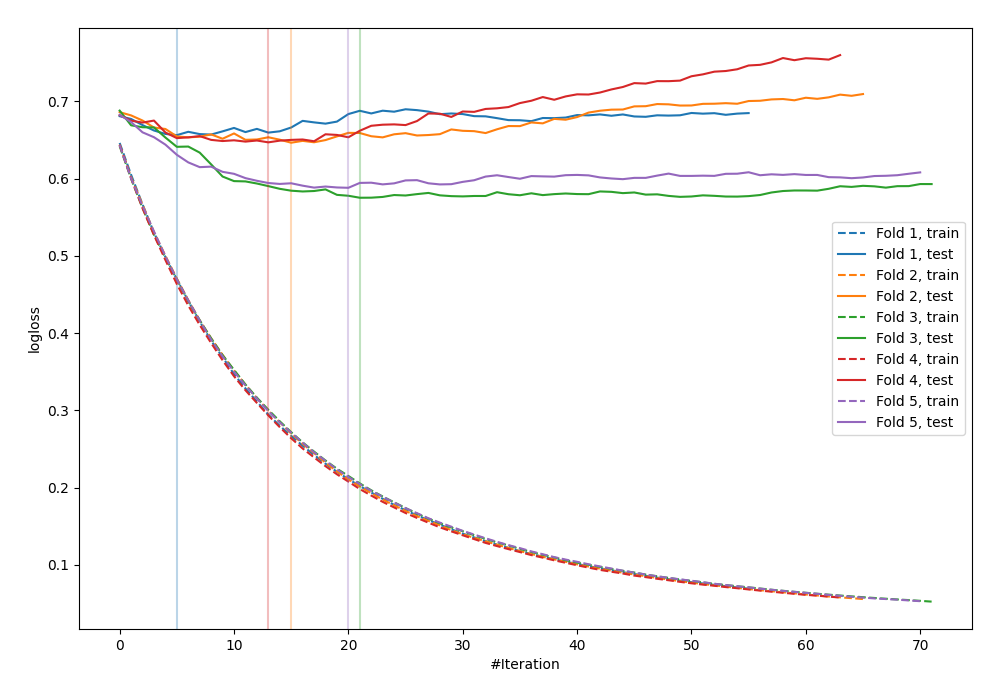 0.7
0.6
0.5
0.4
0.3
0.2
0.1
logloss
0 10 20 30 40 50 60 70
#Iteration
Fold 1, train
Fold 1, test
Fold 2, train
Fold 2, test
Fold 3, train
Fold 3, test
Fold 4, train
Fold 4, test
Fold 5, train
Fold 5, test